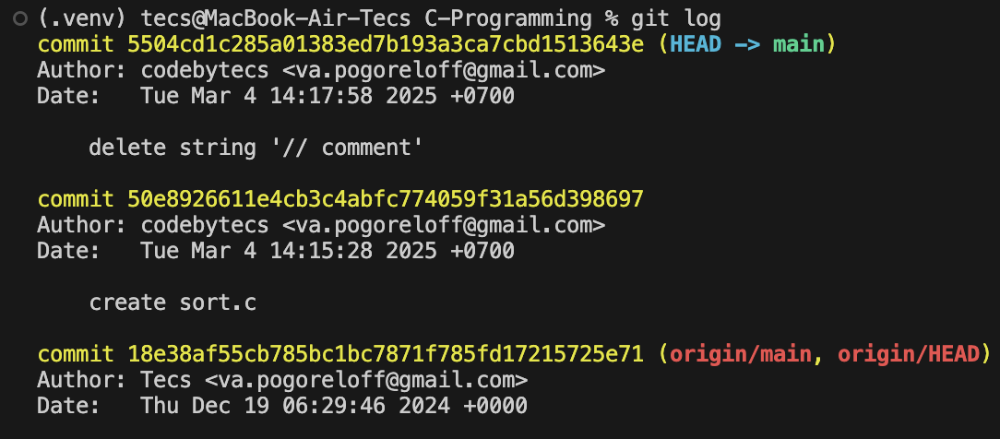 (.venv) tecs@MacBook-Air-Tecs C-Programming % git log
commit 5504cd1c285a01383ed7b193a3ca7cbd1513643e (HEAD -> main)
Author: codebytecs <va.pogoreloff@gmail.com>
Date:   Tue Mar 4 14:17:58 2025 +0700
delete string '// comment'
commit 50e8926611e4cb3c4abfc774059f31a56d398697
Author: codebytecs <va.pogoreloff@gmail.com>
Date:   Tue Mar 4 14:15:28 2025 +0700
create sort.c
commit 18e38af55cb785bc1bc7871f785fd17215725e71 (origin/main, origin/HEAD)
Author: Tecs <va.pogoreloff@gmail.com>
Date:   Thu Dec 19 06:29:46 2024 +0000